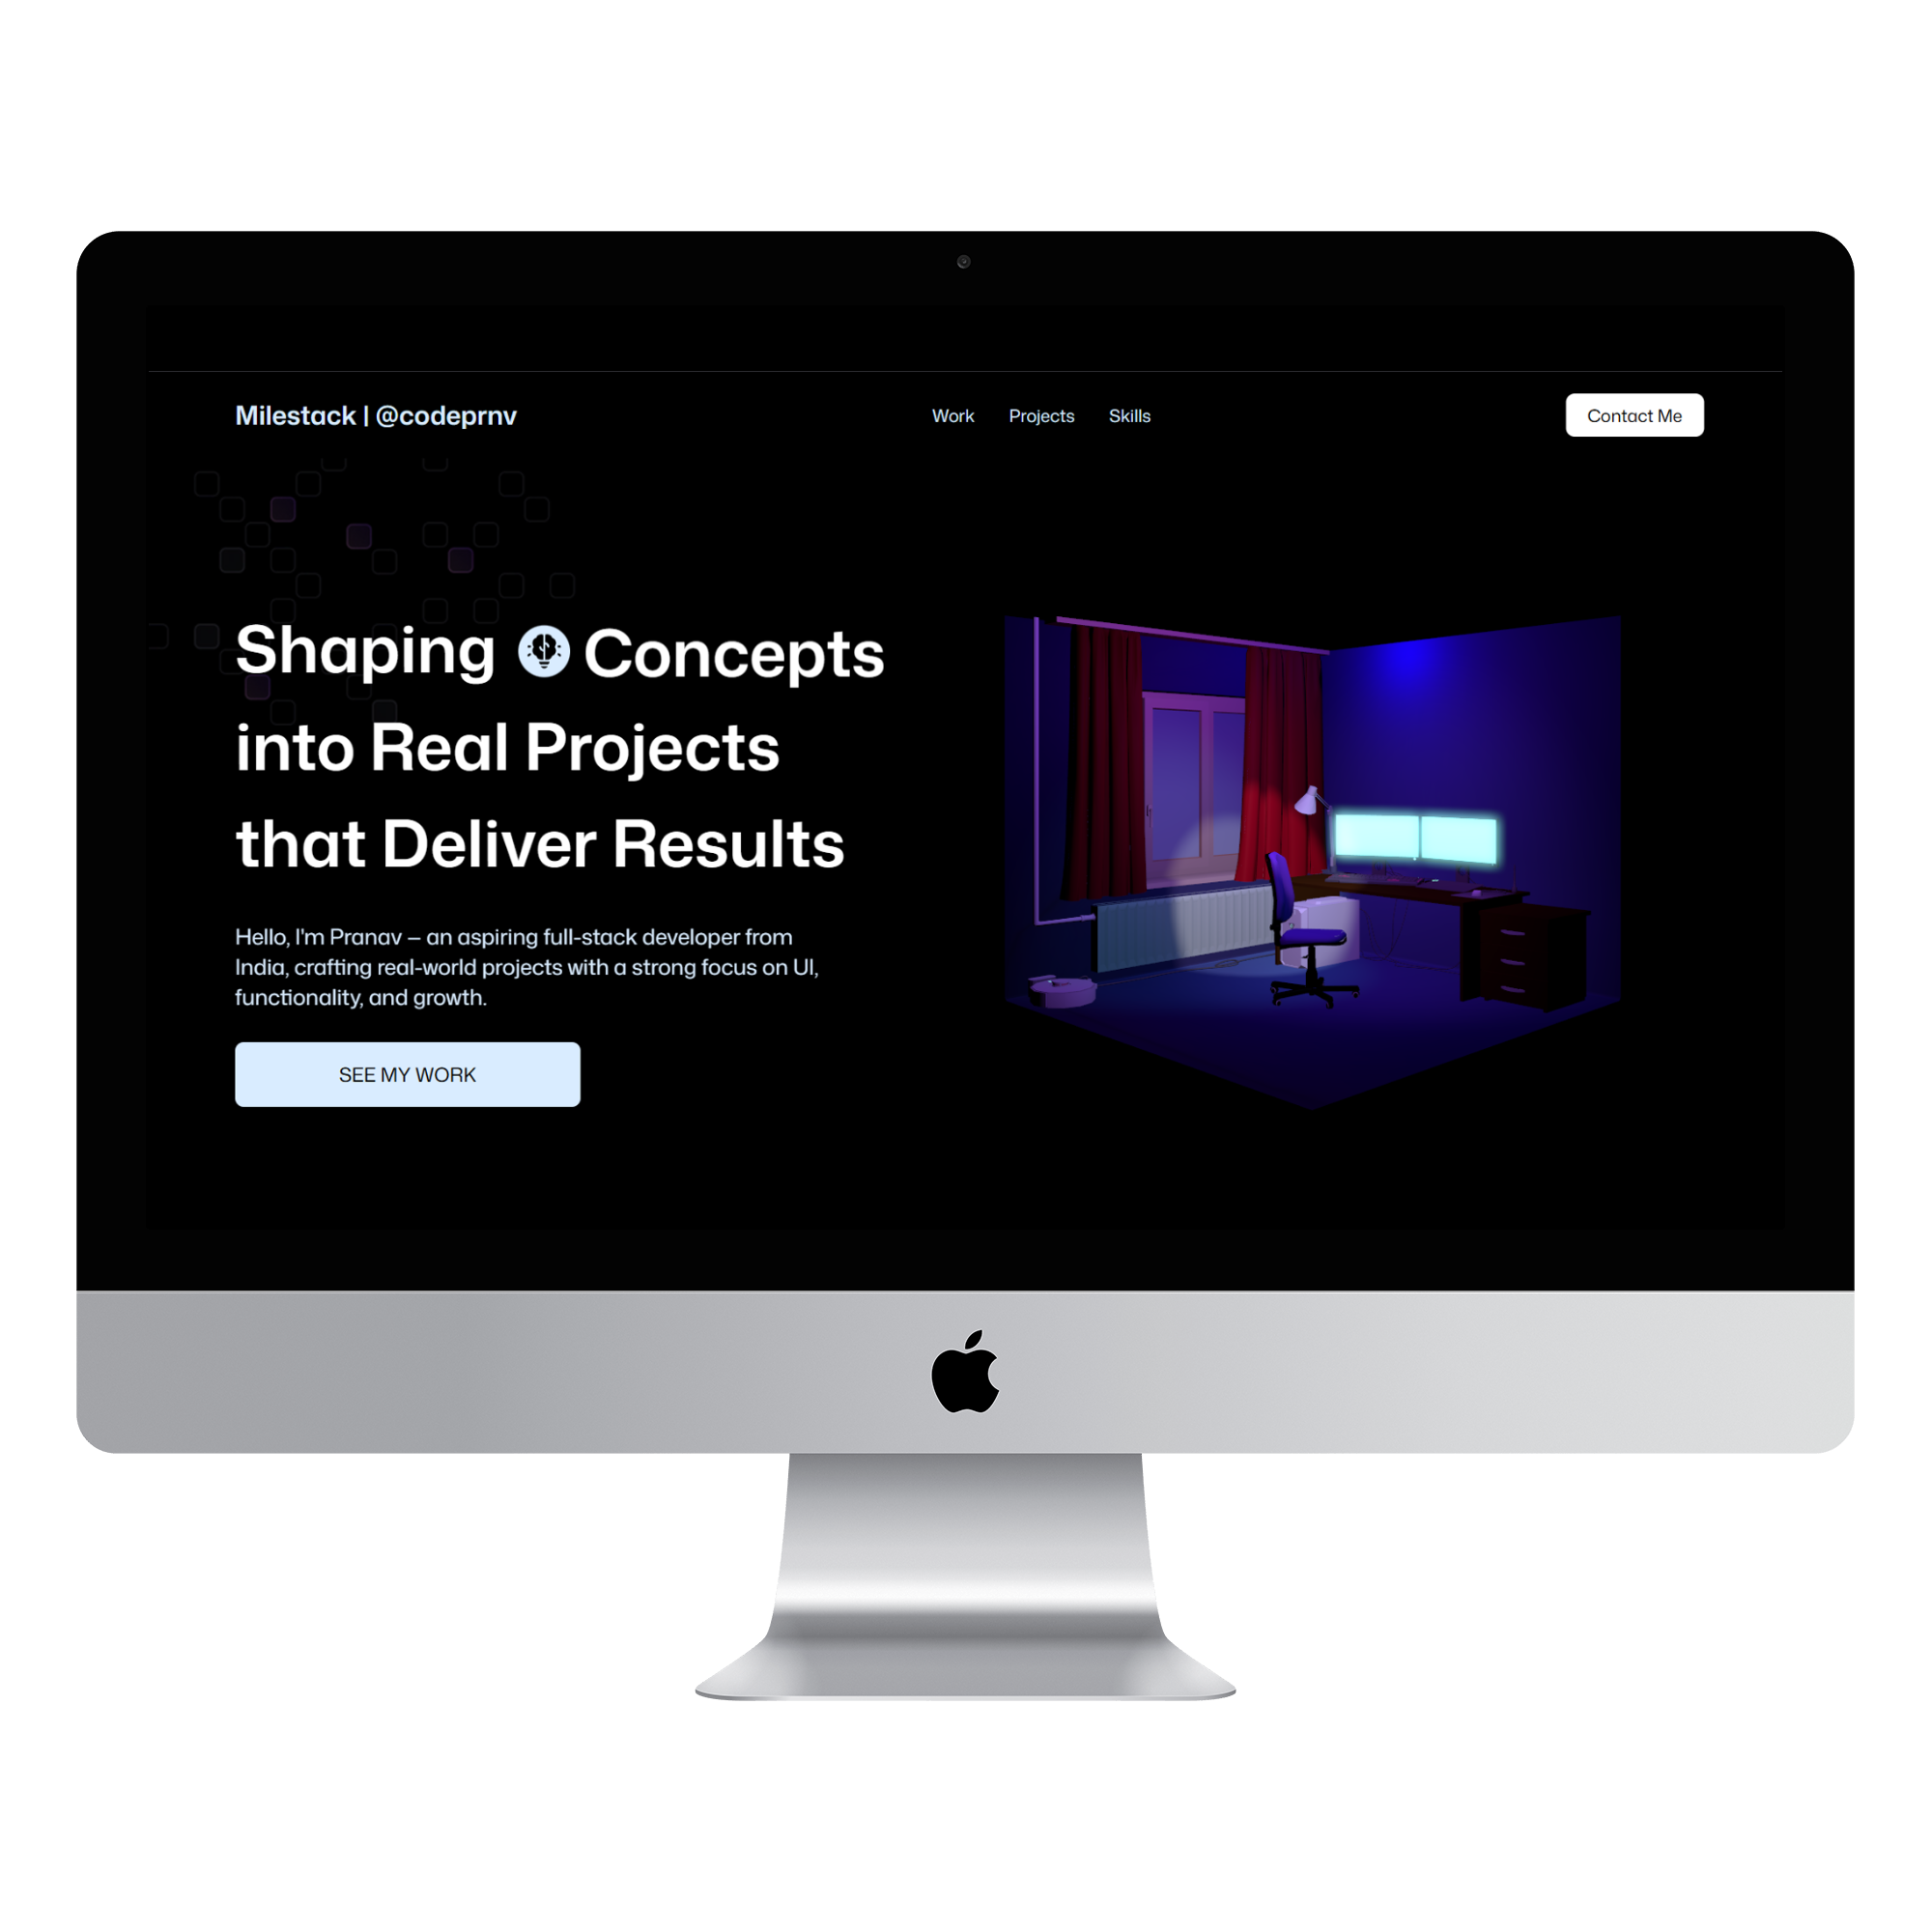 Milestack | @codeprnv
Work Projects Skills
Contact Me
Shaping Concepts
into Real Projects
that Deliver Results
Hello, I'm Pranav — an aspiring full-stack developer from
India, crafting real-world projects with a strong focus on UI,
functionality, and growth.
SEE MY WORK